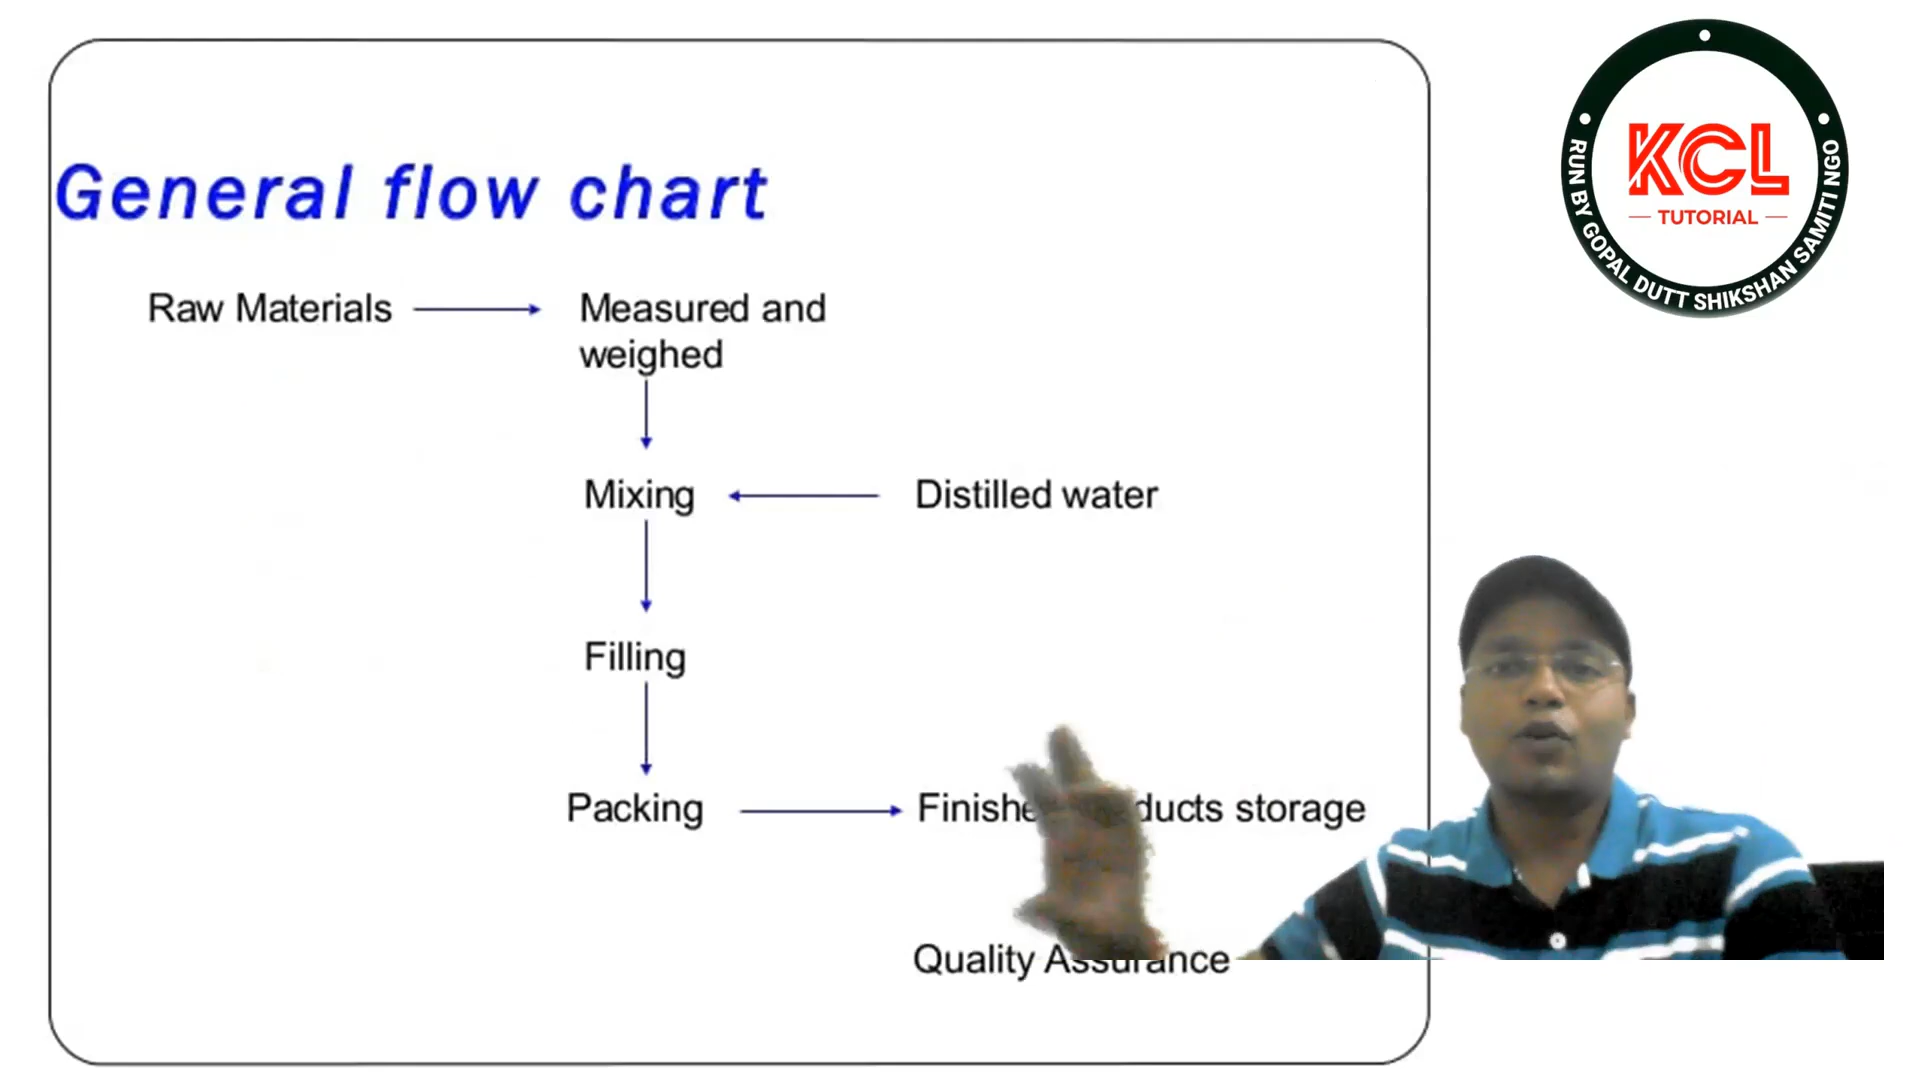 General flow chart
Raw Materials
Measured and
weighed
Mixing
Distilled water
Filling
Packing
Finished products storage
Quality Assurance
KCL
TUTORIAL
RUN BY GOPAL DUTT SHIKSHAN SAMITI NGO